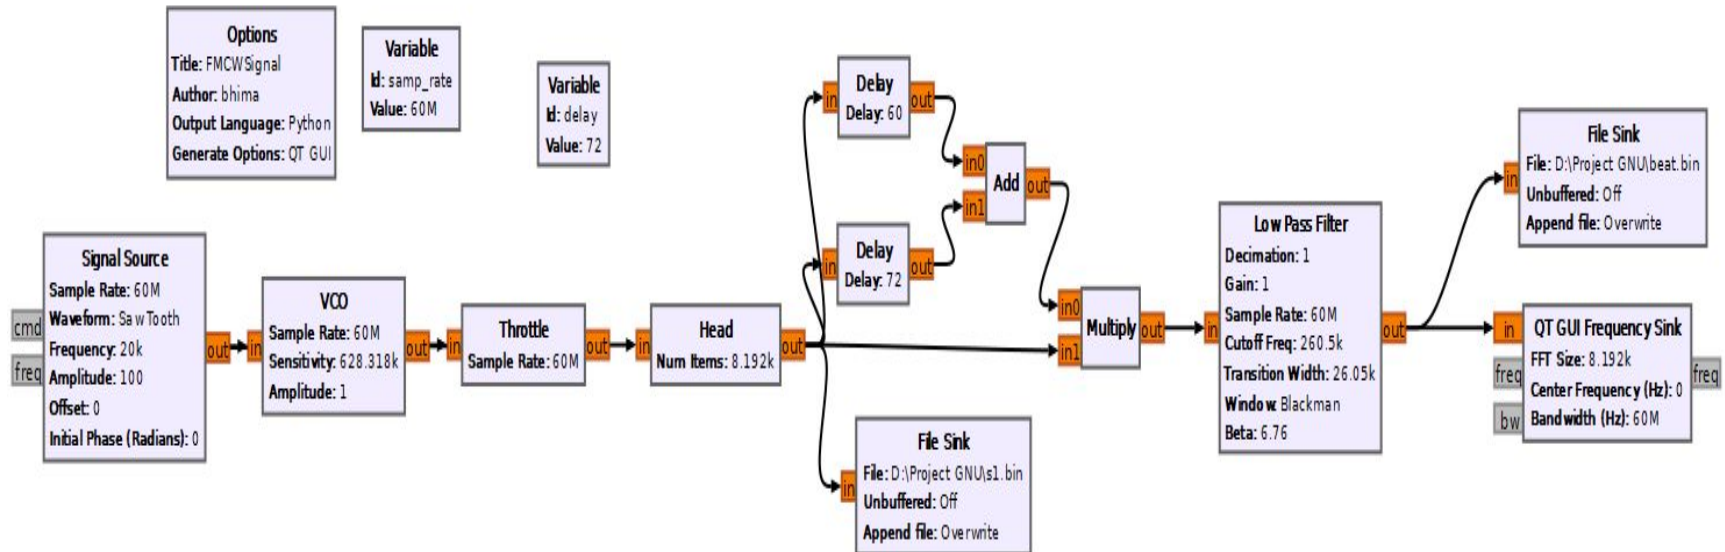 Options
Title: FMCWSignal
Author: bhima
Output Language: Python
Generate Options: QT GUI
Variable
Id: samp_rate
Value: 60M
Variable
Id: delay
Value: 72
Signal Source
Sample Rate: 60M
Waveform: Saw Tooth
Frequency: 20k
Amplitude: 100
Offset: 0
Initial Phase (Radians): 0
cmd
freq
out
in
VCO
Sample Rate: 60M
Sensitivity: 628.318k
Amplitude: 1
out
in
Throttle
Sample Rate: 60M
out
in
Head
Num Items: 8.192k
out
in
Delay
Delay: 60
out
in
Delay
Delay: 72
out
in0
in1
Add
out
in
File Sink
File: D:\Project GNU\s1.bin
Unbuffered: Off
Append file: Overwrite
in0
in1
Multiply
out
in
Low Pass Filter
Decimation: 1
Gain: 1
Sample Rate: 60M
Cutoff Freq: 260.5k
Transition Width: 26.05k
Window: Blackman
Beta: 6.76
out
in
File Sink
File: D:\Project GNU\beat.bin
Unbuffered: Off
Append file: Overwrite
in
freq
bw
QT GUI Frequency Sink
FFT Size: 8.192k
Center Frequency (Hz): 0
Bandwidth (Hz): 60M
freq